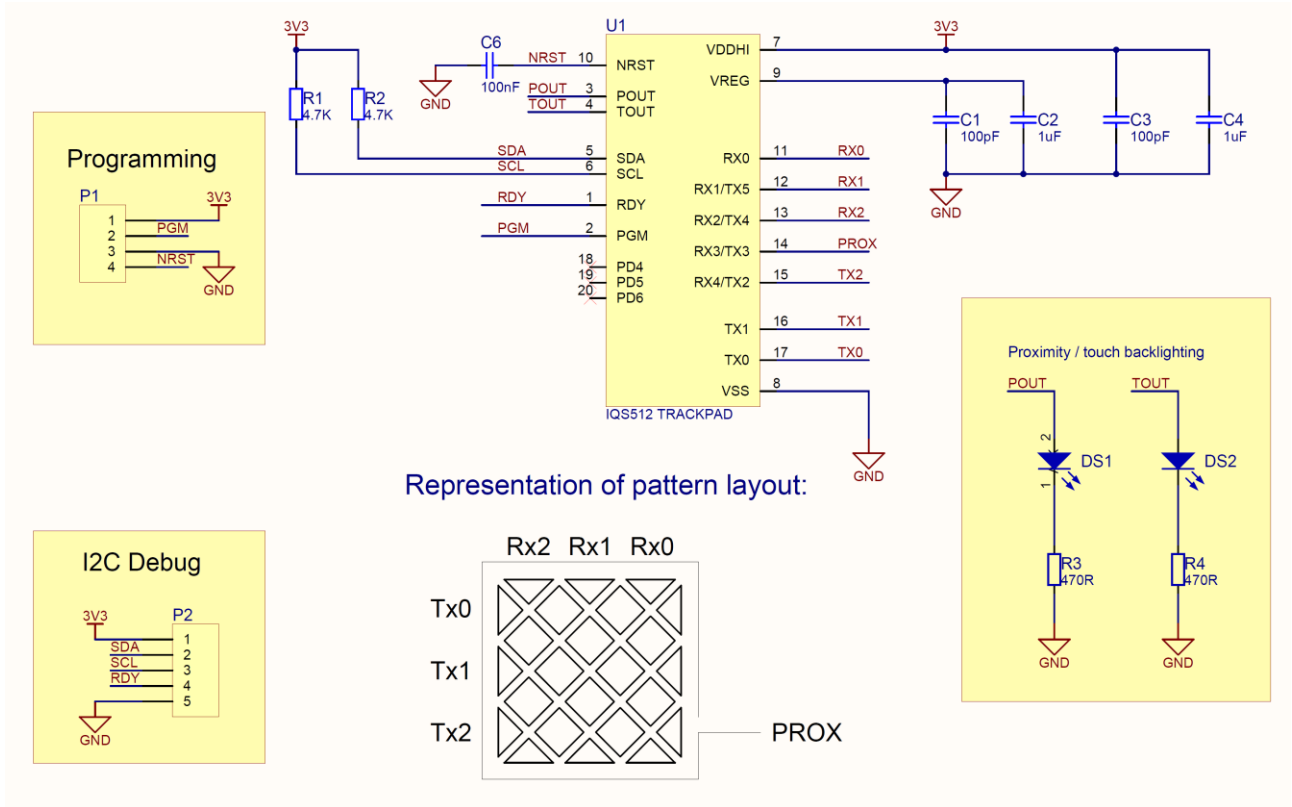 3V3
R1
4.7K
R2
4.7K
C6
100nF
GND
NRST 10
POUT 3
TOUT 4
SDA 5
SCL 6
RDY 1
PGM 2
18
19
20
U1
NRST
POUT
TOUT
SDA
SCL
RDY
PGM
PD4
PD5
PD6
VDDHI
VREG
RX0
RX1/TX5
RX2/TX4
RX3/TX3
RX4/TX2
TX1
TX0
VSS
IQS512 TRACKPAD
7
9
11 RX0
12 RX1
13 RX2
14 PROX
15 TX2
16 TX1
17 TX0
8
GND
3V3
C1
100pF
C2
1uF
C3
100pF
C4
1uF
GND
Programming
P1
3V3
1
2 PGM
3
4 NRST
GND
Proximity / touch backlighting
POUT TOUT
2
1
DS1
DS2
R3
470R
R4
470R
GND
GND
Representation of pattern layout:
Rx2 Rx1 Rx0
Tx0
Tx1
Tx2
PROX
I2C Debug
P2
3V3
1
SDA 2
SCL 3
RDY 4
5
GND